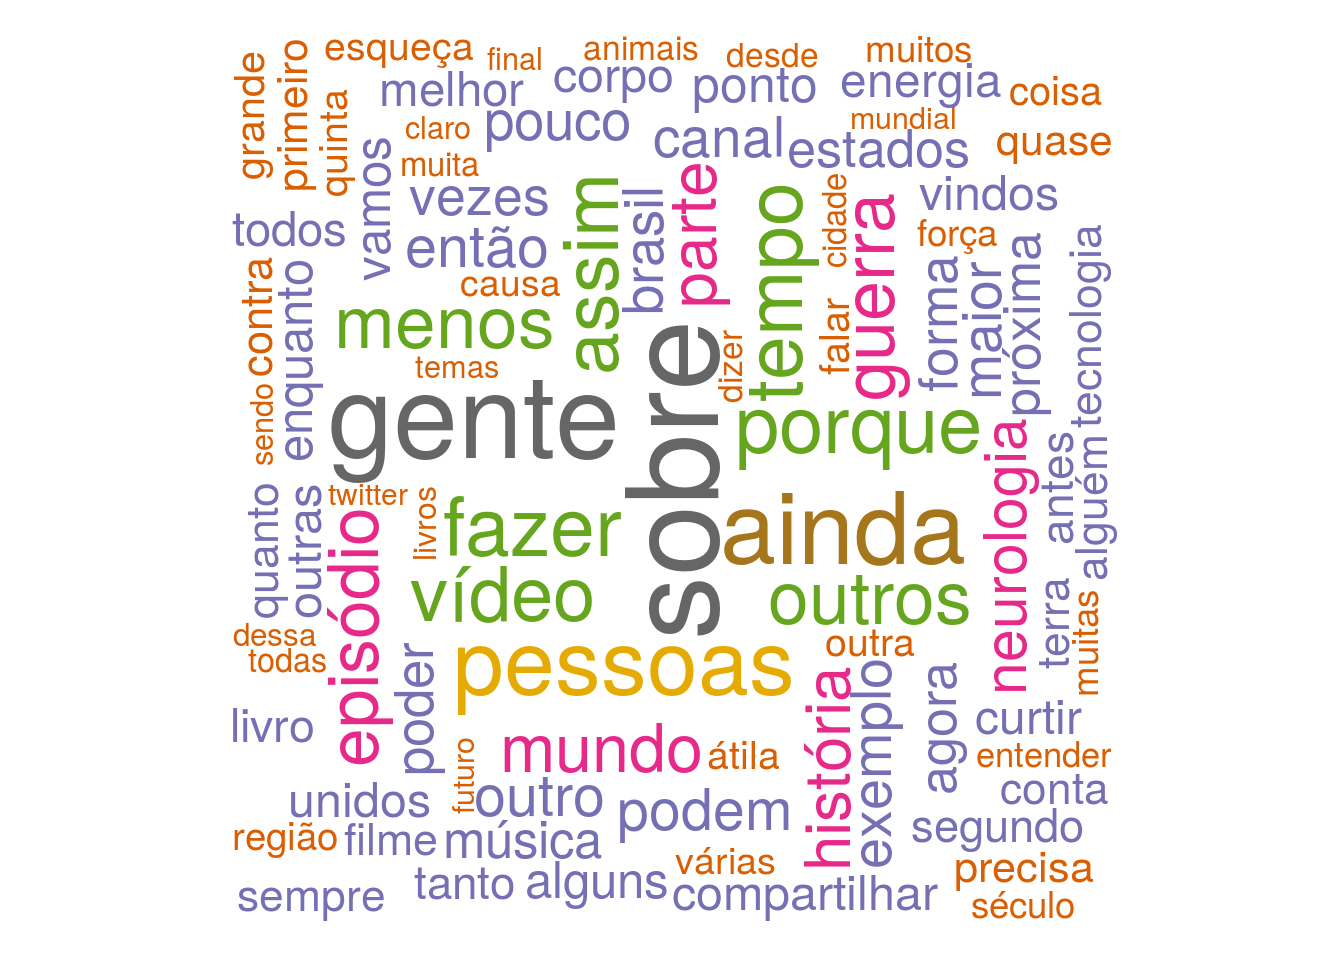 esqueça
final
animais
desde
muitos
grande
primeiro
quinta
melhor
corpo
ponto
energia
coisa
claro
pouco
canal
mundial
estados
quase
muita
vamos
vezes
assim
brasil
parte
tempo
cidade
guerra
vindos
todos
então
força
contra
enquanto
causa
menos
temas
sobre
dizer
falar
forma
maior
próxima
tecnologia
sendo
gente
porque
neurologia
antes
alguém
quanto
outras
twitter
livros
episódio
fazer
ainda
vídeo
outros
terra
muitas
dessa
todas
pessoas
outra
história
exemplo
agora
livro
poder
mundo
átila
curtir
entender
futuro
unidos
outro
podem
conta
região
filme
música
segundo
várias
precisa
sempre
tanto
alguns
compartilhar
século